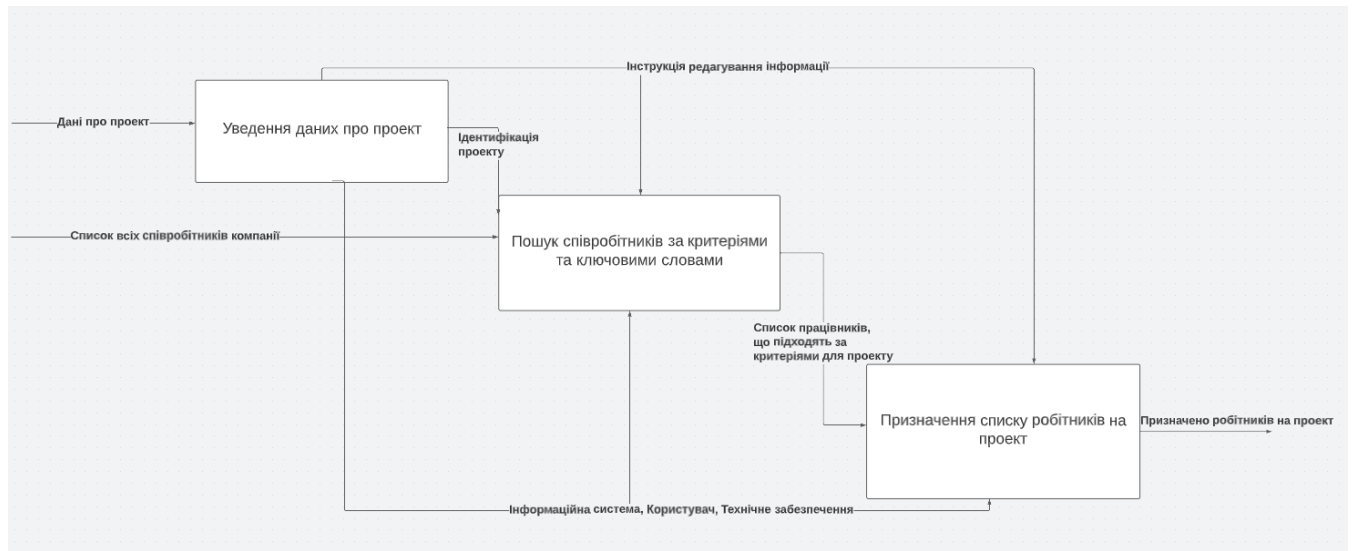 Інструкція редагування інформації
Дані про проект
Уведення даних про проект
Ідентифікація
проекту
Список всіх співробітників компанії
Пошук співробітників за критеріями
та ключовими словами
Список працівників,
що підходять за
критеріями для проекту
Призначення списку робітників на
проект
Призначено робітників на проект
Інформаційна система, Користувач, Технічне забезпечення